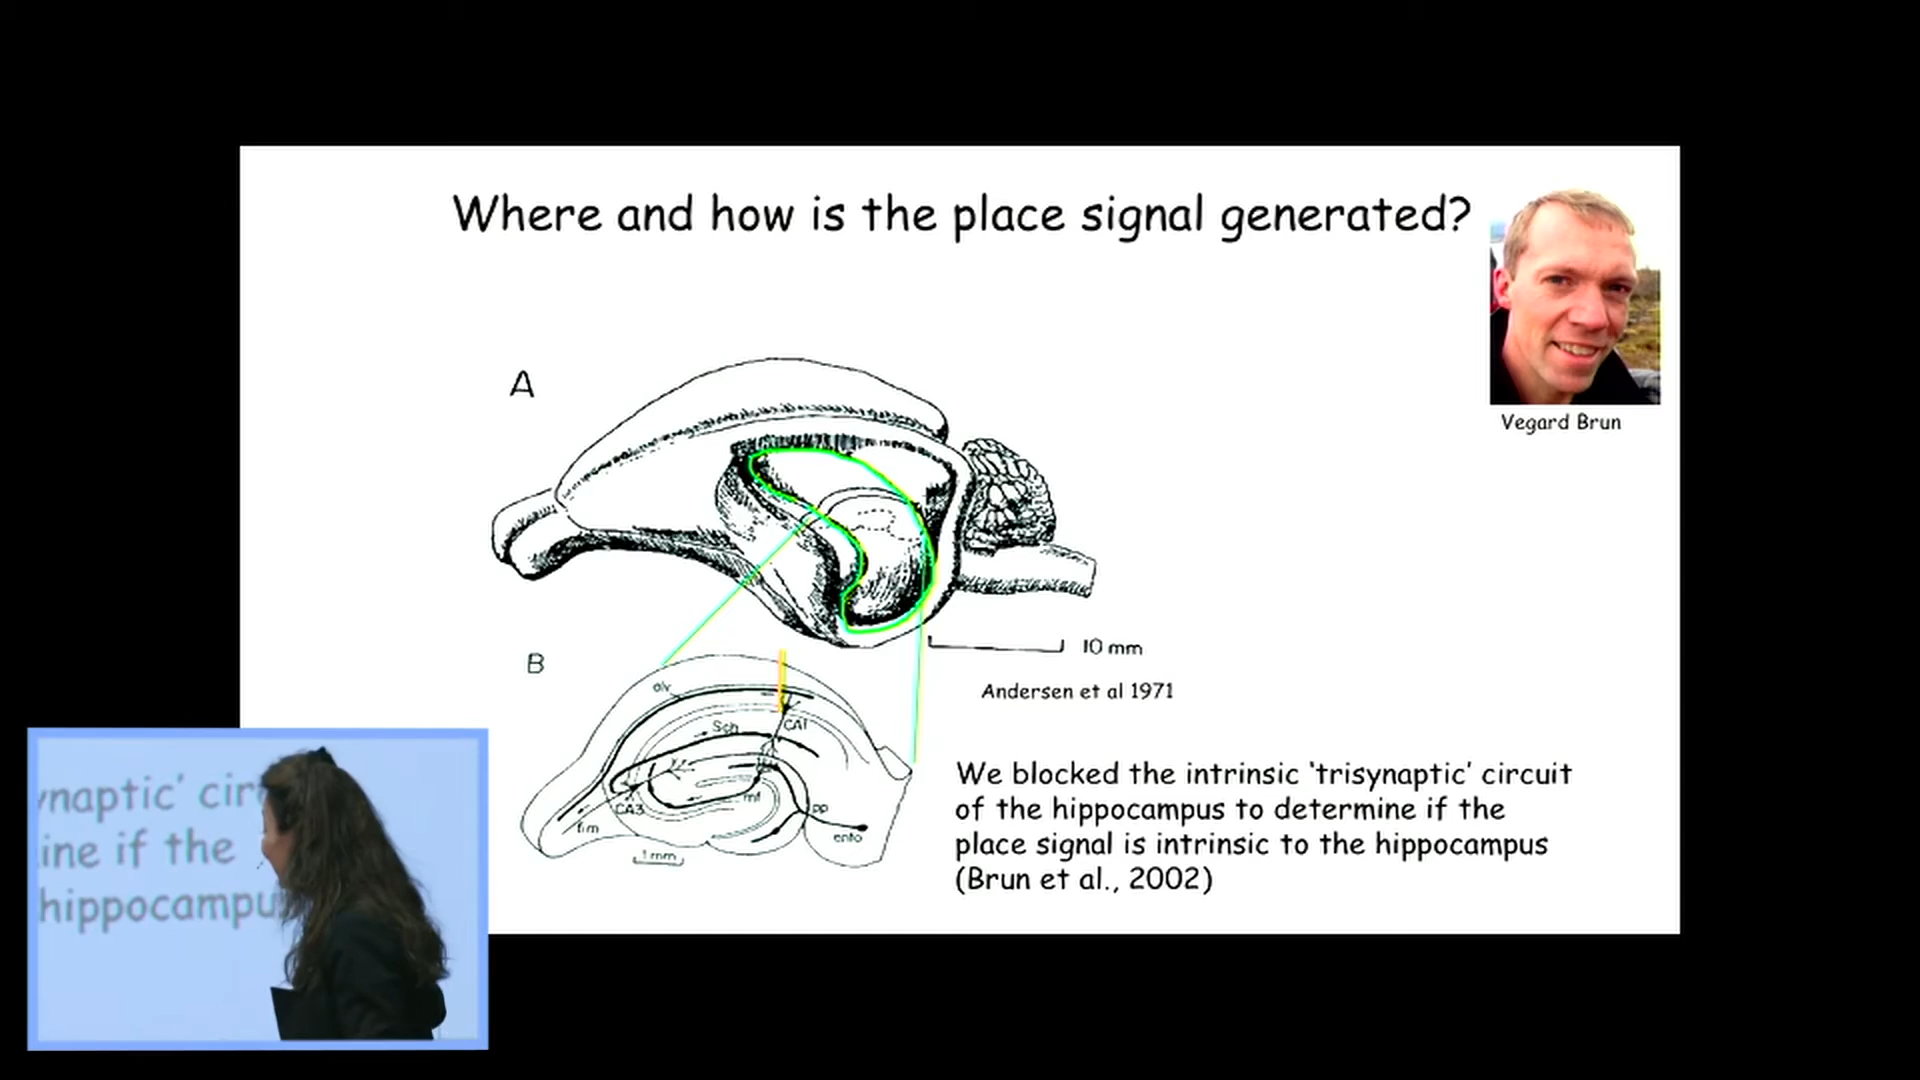 Where and how is the place signal generated?
Vegard Brun
A
10 mm
B
Andersen et al 1971
alv
Sch
CA1
CA3
mf
pp
fim
ento
1 mm
We blocked the intrinsic ‘trisynaptic’ circuit
of the hippocampus to determine if the
place signal is intrinsic to the hippocampus
(Brun et al., 2002)
ynaptic’ cir
ine if the
hippocampu